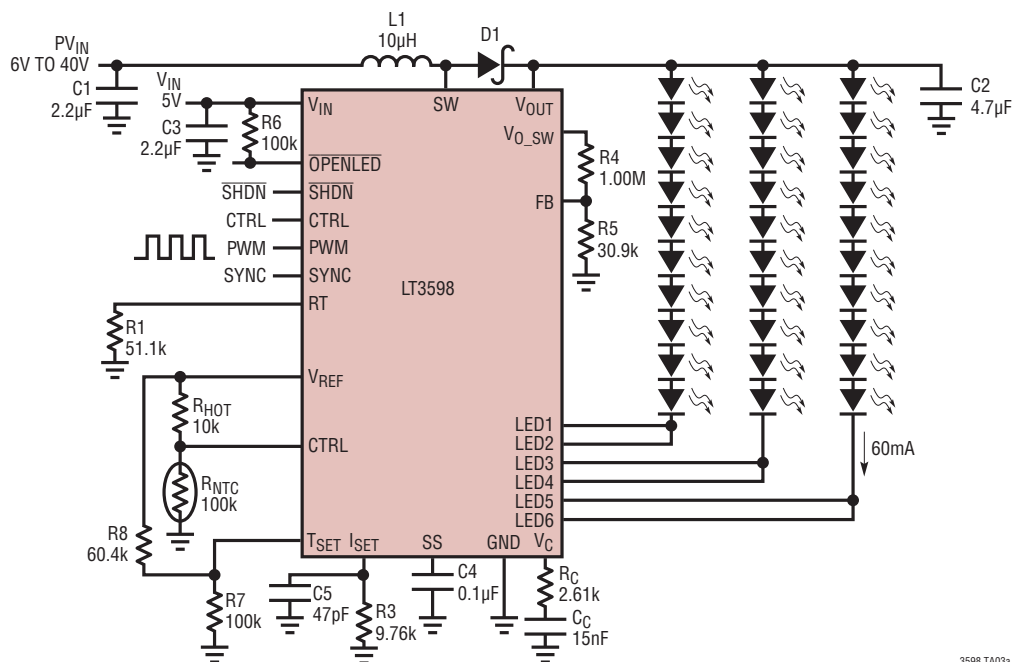 L1
10µH
D1
PVIN
6V TO 40V
C1
2.2µF
VIN
5V
C3
2.2µF
R6
100k
VIN
SW
VOUT
VO_SW
C2
4.7µF
OPENLED
R4
1.00M
SHDN
SHDN
FB
CTRL
CTRL
R5
30.9k
PWM
PWM
SYNC
SYNC
LT3598
RT
R1
51.1k
VREF
RHOT
10k
CTRL
LED1
LED2
LED3
LED4
LED5
LED6
60mA
RNTC
100k
R8
60.4k
TSET
ISET
SS
GND
VC
R7
100k
C5
47pF
R3
9.76k
C4
0.1µF
RC
2.61k
CC
15nF
3598 TA03a